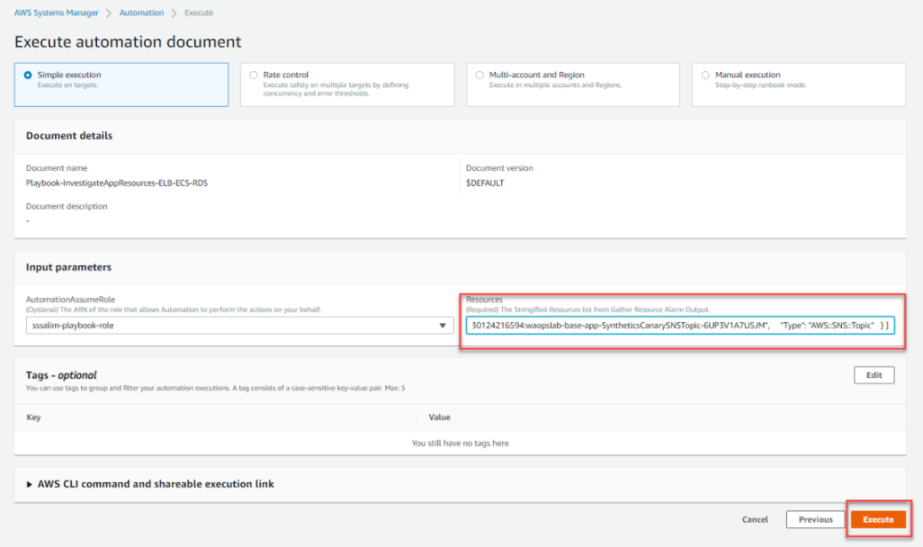 AWS Systems Manager > Automation > Execute
Execute automation document
Simple execution
Execute on targets.
Rate control
Execute safely on multiple targets by defining
concurrency and error thresholds.
Multi-account and Region
Execute in multiple accounts and Regions.
Manual execution
Step-by-step runbook mode.
Document details
Document name
Playbook-InvestigateAppResources-ELB-ECS-RDS
Document version
$DEFAULT
Document description
-
Input parameters
AutomationAssumeRole
(Optional) The ARN of the role that allows Automation to perform the actions on your behalf.
sssalim-playbook-role
Resources
(Required) The Stringified Resources list from Gather Resource Alarm Output.
30124216594:waopslab-base-app-SyntheticsCanarySNSTopic-6UP3V1A7U5JM", "Type": "AWS::SNS::Topic" } ]
Tags - optional
You can use tags to group and filter your automation executions. A tag consists of a case-sensitive key-value pair. Max: 5
Edit
Key Value
You still have no tags here
AWS CLI command and shareable execution link
Cancel Previous Execute